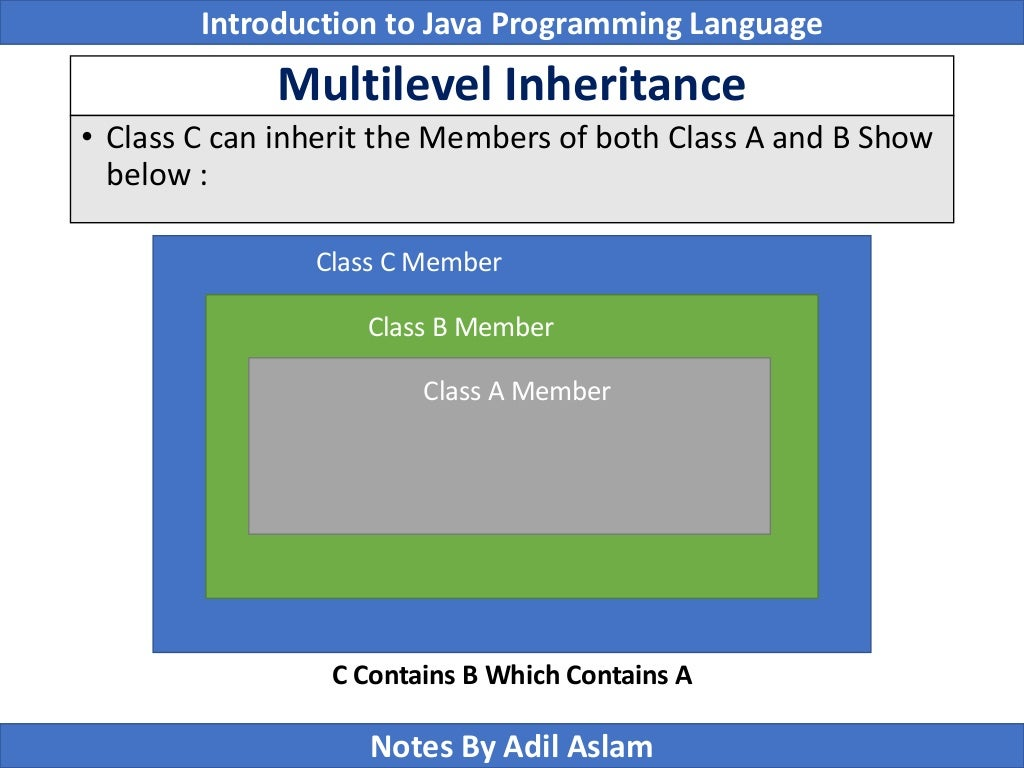 Introduction to Java Programming Language
Multilevel Inheritance
• Class C can inherit the Members of both Class A and B Show
below :
Class C Member
Class B Member
Class A Member
C Contains B Which Contains A
Notes By Adil Aslam